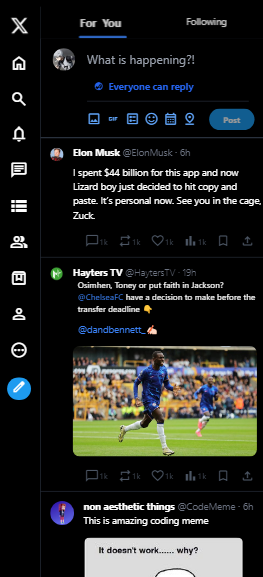 For You
Following
What is happening?!
Everyone can reply
GIF
Post
Elon Musk @ElonMusk · 6h
I spent $44 billion for this app and now
Lizard boy just decided to hit copy and
paste. It's personal now. See you in the cage,
Zuck.
1k 1k 1k 1k
Hayters TV @HaytersTV · 19h
Osimhen, Toney or put faith in Jackson?
@ChelseaFC have a decision to make before the
transfer deadline 👇
@dandbennett_✍🏻
1k 1k 1k 1k
non aesthetic things @CodeMeme · 6h
This is amazing coding meme
It doesn't work...... why?